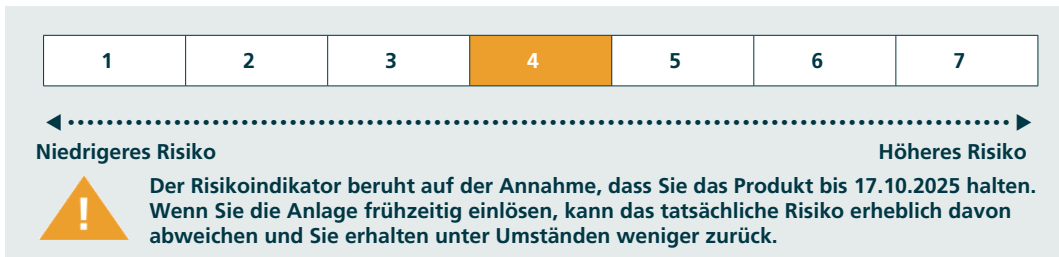 1 2 3 4 5 6 7
Niedrigeres Risiko Höheres Risiko
Der Risikoindikator beruht auf der Annahme, dass Sie das Produkt bis 17.10.2025 halten.
Wenn Sie die Anlage frühzeitig einlösen, kann das tatsächliche Risiko erheblich davon
abweichen und Sie erhalten unter Umständen weniger zurück.